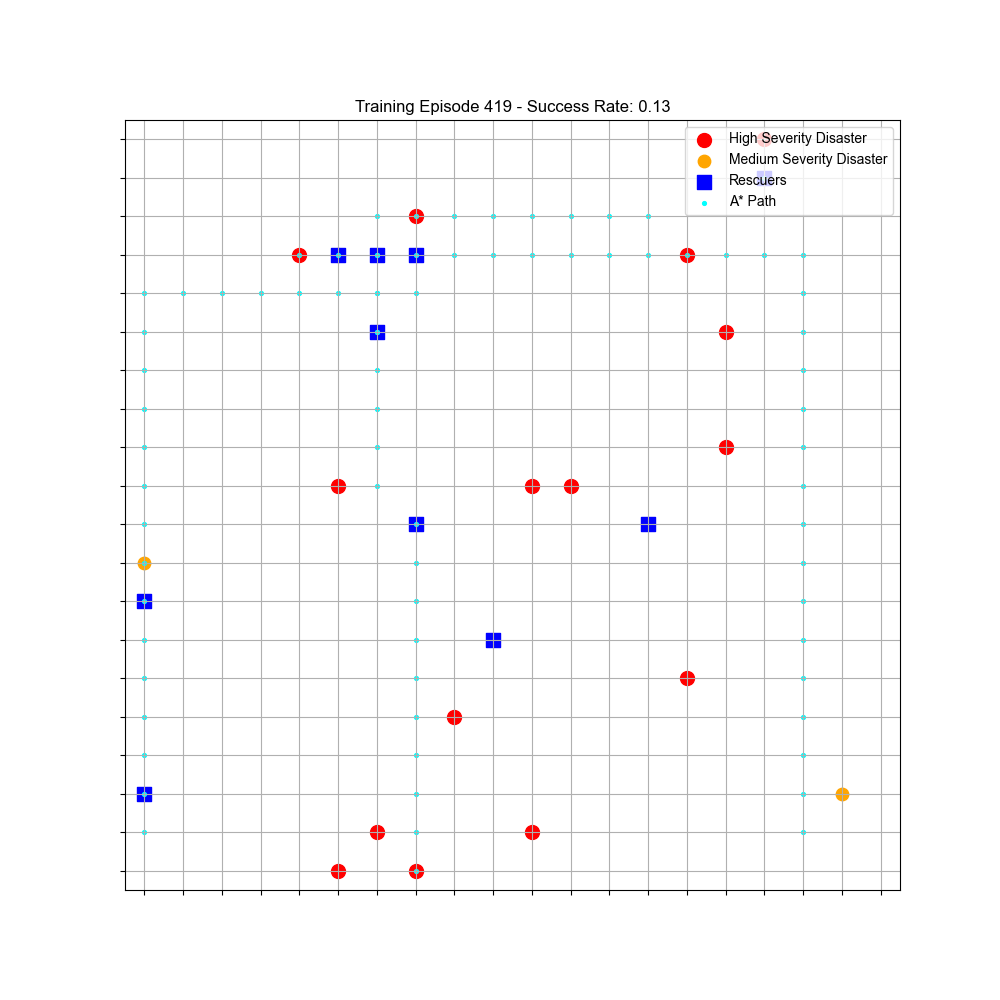 Training Episode 419 - Success Rate: 0.13
High Severity Disaster
Medium Severity Disaster
Rescuers
A* Path